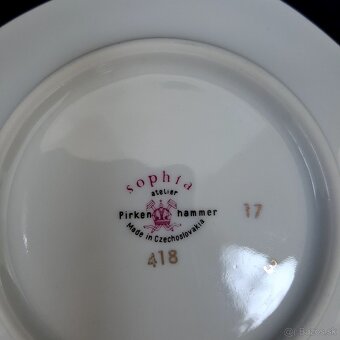 sophia
atelier
Pirken hammer
Made in Czechoslovakia
17
418